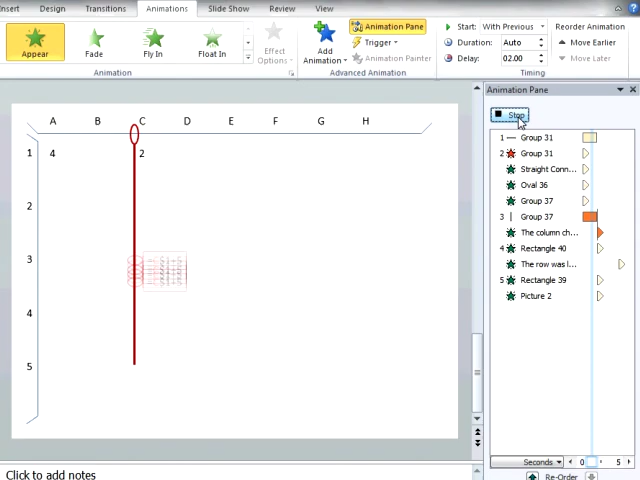 nsert Design Transitions Animations Slide Show Review View
Appear Fade Fly In Float In
Effect Options
Add Animation
Animation Pane
Trigger
Animation Painter
Start: With Previous
Duration: Auto
Delay: 02.00
Reorder Animation
Move Earlier
Move Later
Animation Advanced Animation Timing
Animation Pane
Stop
1 Group 31
2 Group 31
Straight Conn...
Oval 36
Group 37
3 Group 37
The column ch...
4 Rectangle 40
The row was l...
5 Rectangle 39
Picture 2
Seconds 0 5
Re-Order
A B C D E F G H
1 4 2
2
3
4
5
Click to add notes